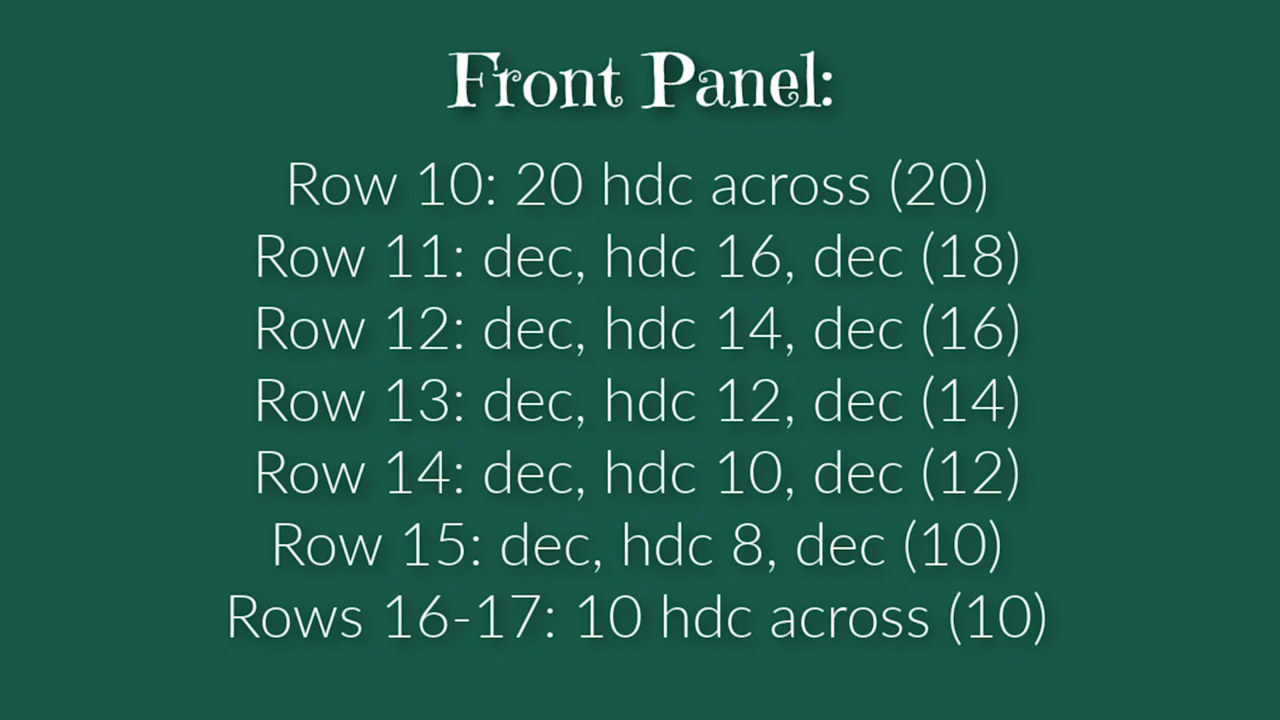 Front Panel:
Row 10: 20 hdc across (20)
Row 11: dec, hdc 16, dec (18)
Row 12: dec, hdc 14, dec (16)
Row 13: dec, hdc 12, dec (14)
Row 14: dec, hdc 10, dec (12)
Row 15: dec, hdc 8, dec (10)
Rows 16-17: 10 hdc across (10)